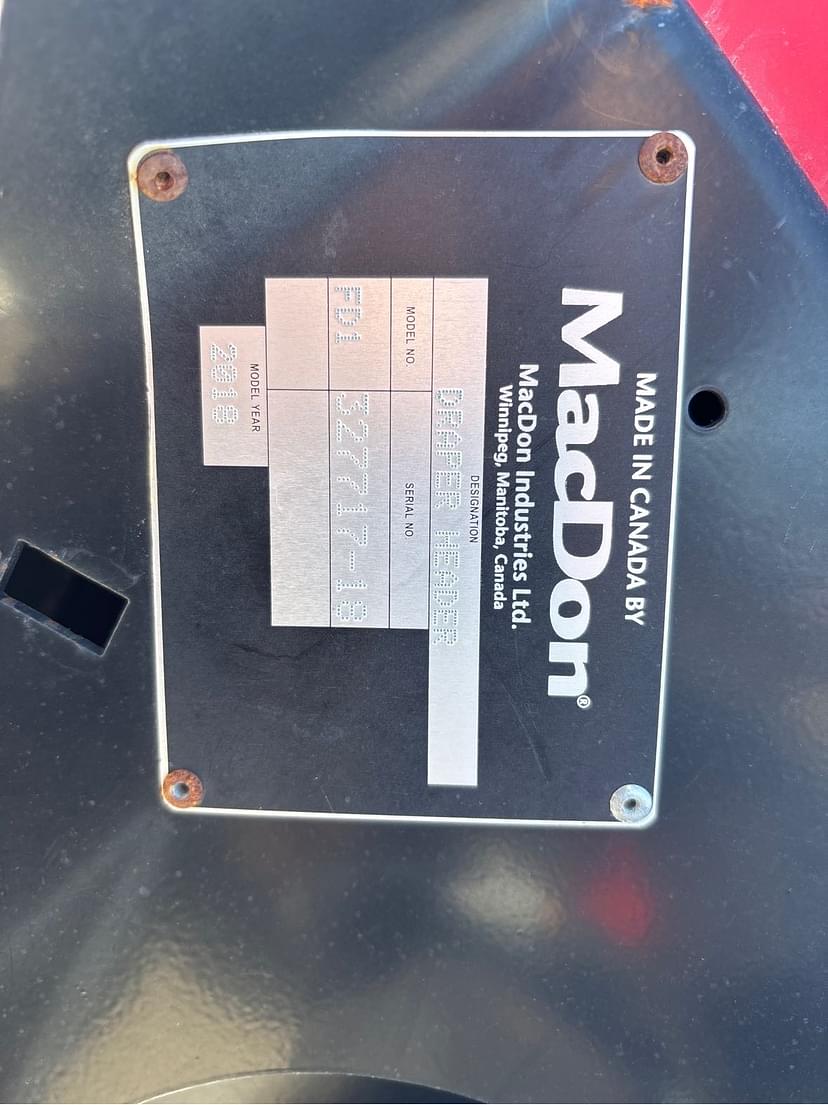 MADE IN CANADA BY
MacDon®
MacDon Industries Ltd.
Winnipeg, Manitoba, Canada
DESIGNATION
DRAPER HEADER
MODEL NO. SERIAL NO.
FD1 327717-18
MODEL YEAR
2018